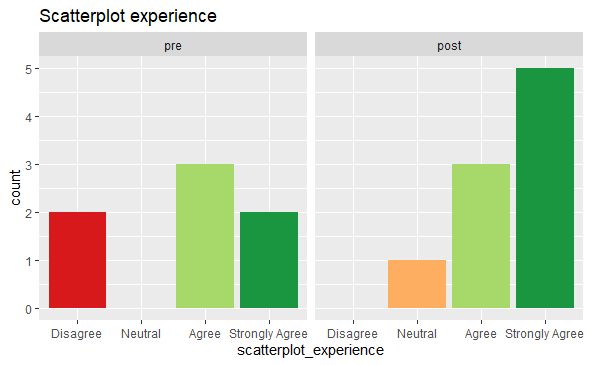 Scatterplot experience
pre post
5
4
3
2
1
0
count
Disagree Neutral Agree Strongly Agree Disagree Neutral Agree Strongly Agree
scatterplot_experience